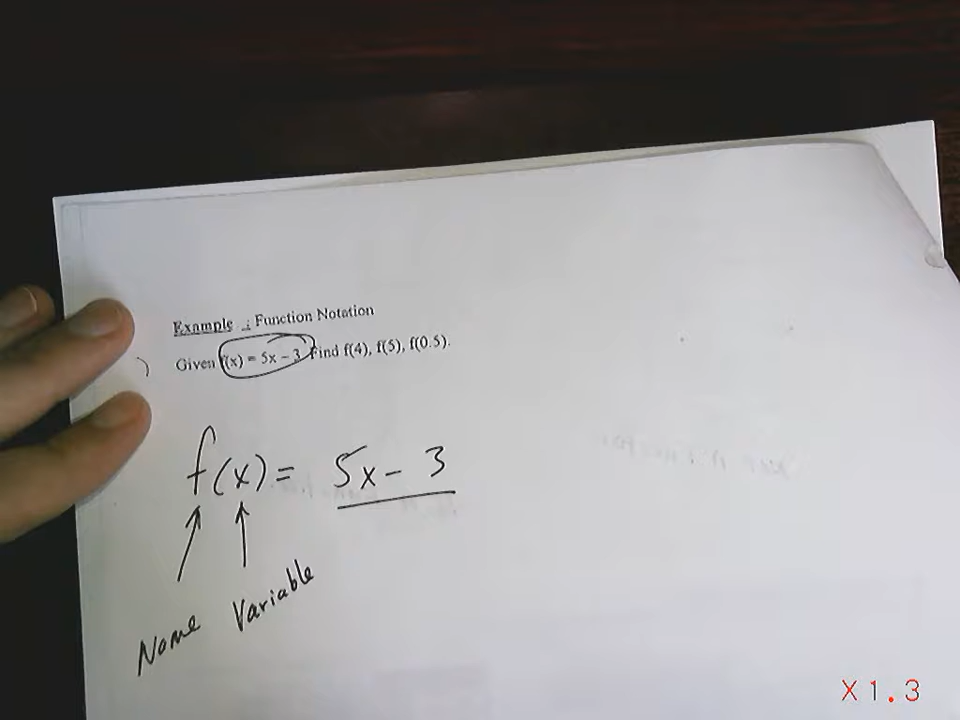 Example : Function Notation
Given f(x) = 5x – 3 Find f(4), f(5), f(0.5).
f(x) = 5x – 3
Name Variable
X1.3